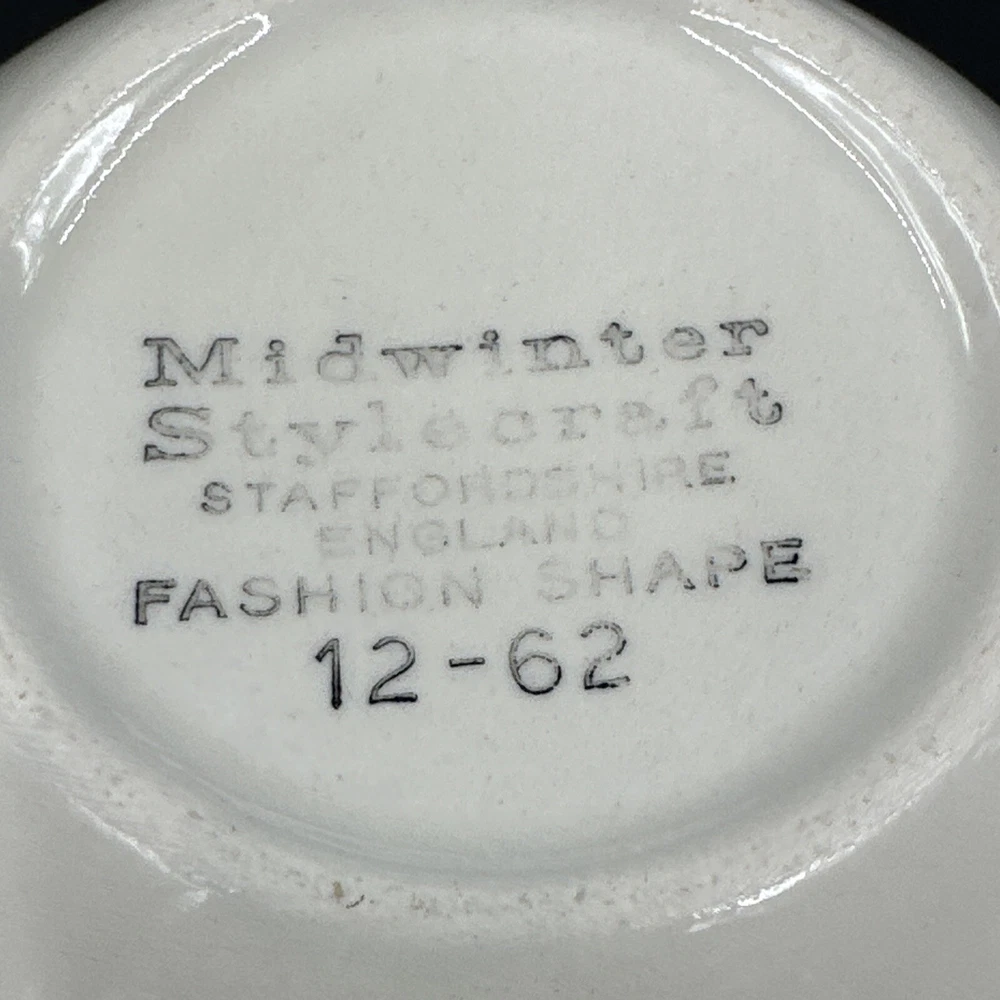 Midwinter
Stylecraft
STAFFORDSHIRE
ENGLAND
FASHION SHAPE
12-62